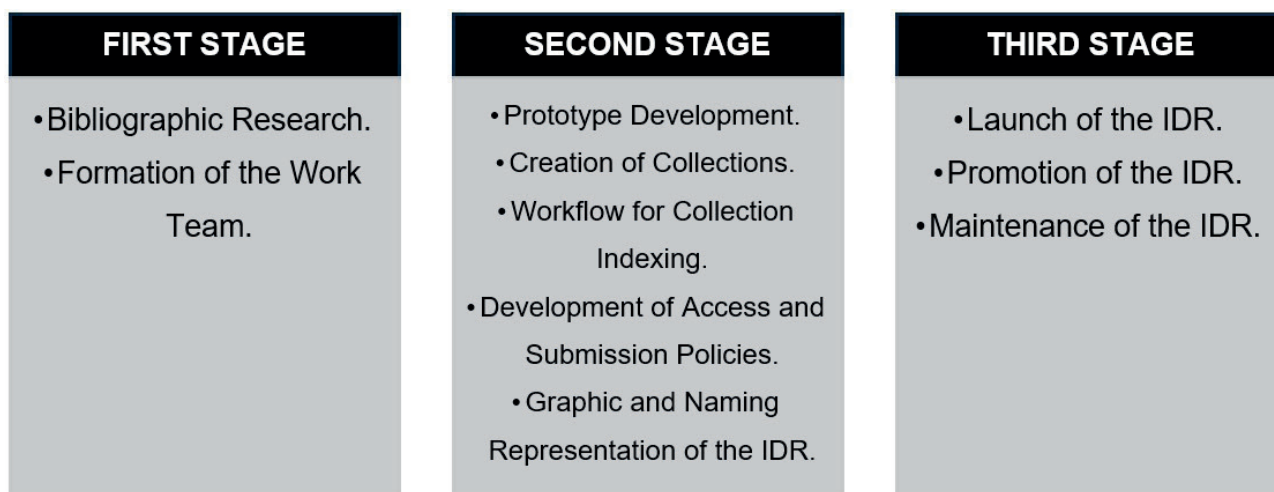 FIRST STAGE
•Bibliographic Research.
•Formation of the Work
Team.
SECOND STAGE
•Prototype Development.
•Creation of Collections.
•Workflow for Collection
Indexing.
•Development of Access and
Submission Policies.
•Graphic and Naming
Representation of the IDR.
THIRD STAGE
•Launch of the IDR.
•Promotion of the IDR.
•Maintenance of the IDR.